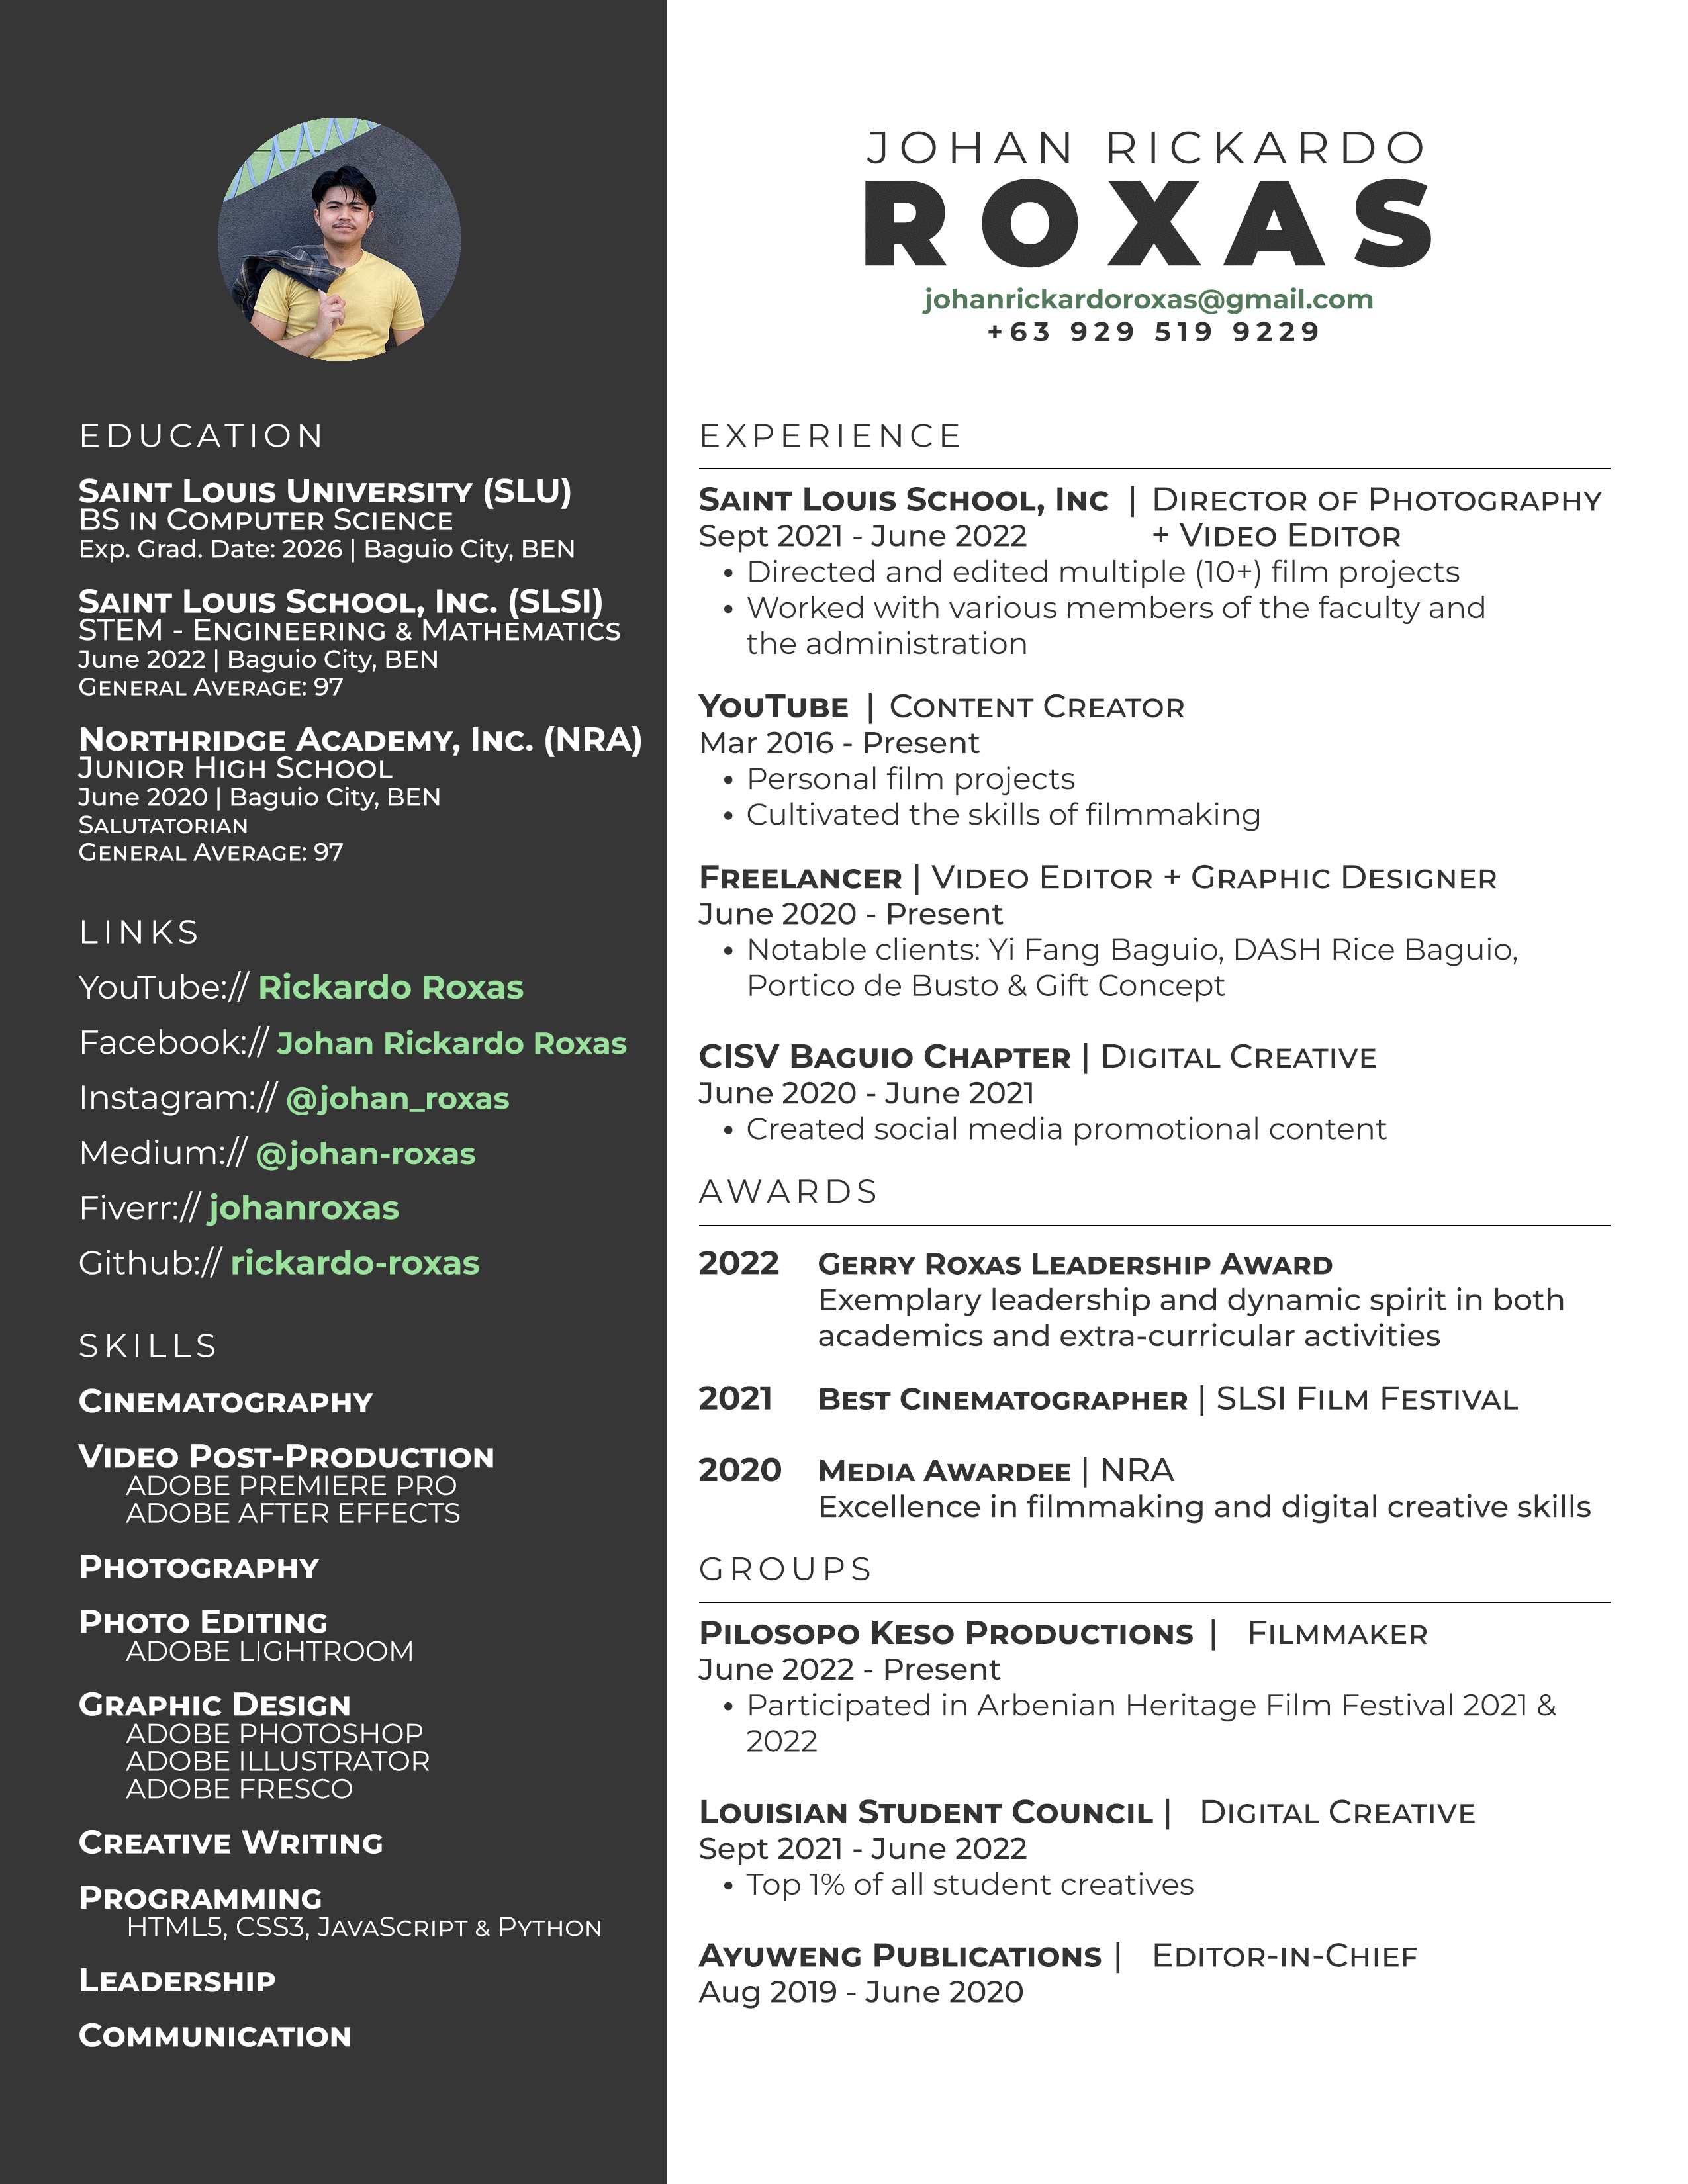 JOHAN RICKARDO
ROXAS
johanrickardoroxas@gmail.com
+63 929 519 9229
EDUCATION
SAINT LOUIS UNIVERSITY (SLU)
BS IN COMPUTER SCIENCE
Exp. Grad. Date: 2026 | Baguio City, BEN
SAINT LOUIS SCHOOL, INC. (SLSI)
STEM - ENGINEERING & MATHEMATICS
June 2022 | Baguio City, BEN
GENERAL AVERAGE: 97
NORTHRIDGE ACADEMY, INC. (NRA)
JUNIOR HIGH SCHOOL
June 2020 | Baguio City, BEN
SALUTATORIAN
GENERAL AVERAGE: 97
LINKS
YouTube:// Rickardo Roxas
Facebook:// Johan Rickardo Roxas
Instagram:// @johan_roxas
Medium:// @johan-roxas
Fiverr:// johanroxas
Github:// rickardo-roxas
SKILLS
CINEMATOGRAPHY
VIDEO POST-PRODUCTION
ADOBE PREMIERE PRO
ADOBE AFTER EFFECTS
PHOTOGRAPHY
PHOTO EDITING
ADOBE LIGHTROOM
GRAPHIC DESIGN
ADOBE PHOTOSHOP
ADOBE ILLUSTRATOR
ADOBE FRESCO
CREATIVE WRITING
PROGRAMMING
HTML5, CSS3, JAVASCRIPT & PYTHON
LEADERSHIP
COMMUNICATION
EXPERIENCE
SAINT LOUIS SCHOOL, INC | DIRECTOR OF PHOTOGRAPHY
Sept 2021 - June 2022 + VIDEO EDITOR
• Directed and edited multiple (10+) film projects
• Worked with various members of the faculty and
the administration
YOUTUBE | CONTENT CREATOR
Mar 2016 - Present
• Personal film projects
• Cultivated the skills of filmmaking
FREELANCER | VIDEO EDITOR + GRAPHIC DESIGNER
June 2020 - Present
• Notable clients: Yi Fang Baguio, DASH Rice Baguio,
Portico de Busto & Gift Concept
CISV BAGUIO CHAPTER | DIGITAL CREATIVE
June 2020 - June 2021
• Created social media promotional content
AWARDS
2022 GERRY ROXAS LEADERSHIP AWARD
Exemplary leadership and dynamic spirit in both
academics and extra-curricular activities
2021 BEST CINEMATOGRAPHER | SLSI FILM FESTIVAL
2020 MEDIA AWARDEE | NRA
Excellence in filmmaking and digital creative skills
GROUPS
PILOSOPO KESO PRODUCTIONS | FILMMAKER
June 2022 - Present
• Participated in Arbenian Heritage Film Festival 2021 &
2022
LOUISIAN STUDENT COUNCIL | DIGITAL CREATIVE
Sept 2021 - June 2022
• Top 1% of all student creatives
AYUWENG PUBLICATIONS | EDITOR-IN-CHIEF
Aug 2019 - June 2020